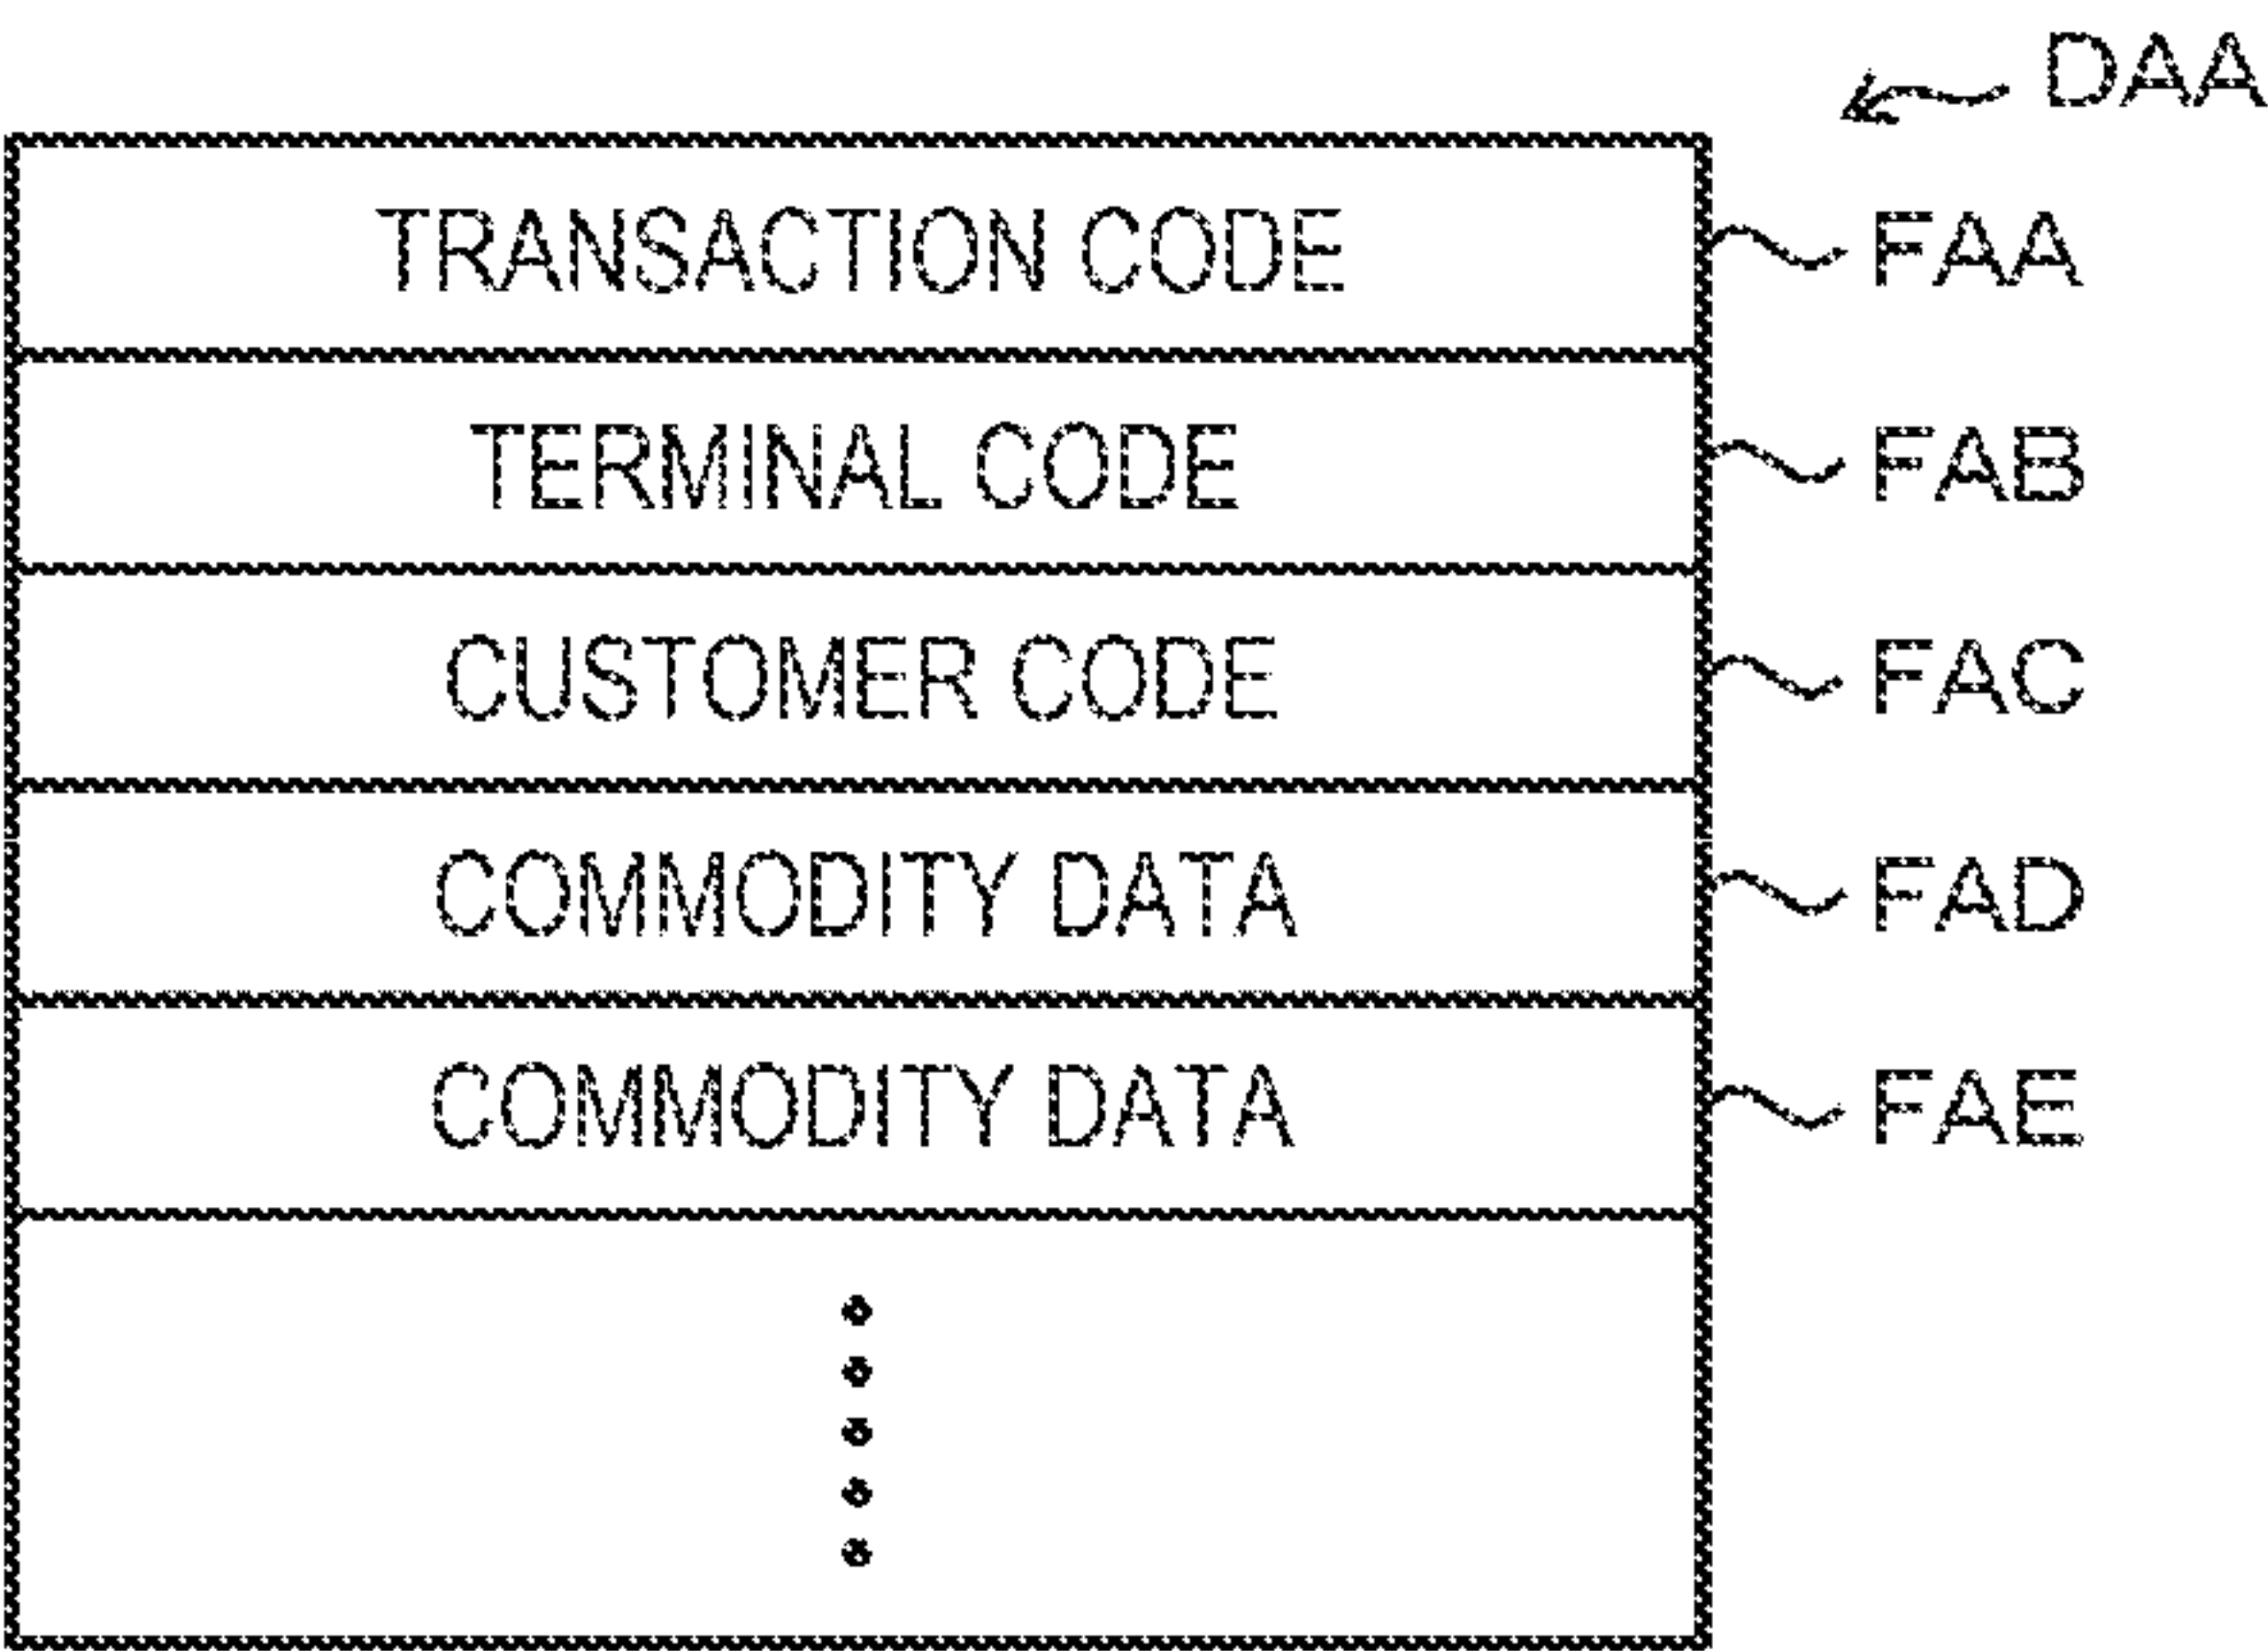 DAA
TRANSACTION CODE FAA
TERMINAL CODE FAB
CUSTOMER CODE FAC
COMMODITY DATA FAD
COMMODITY DATA FAE